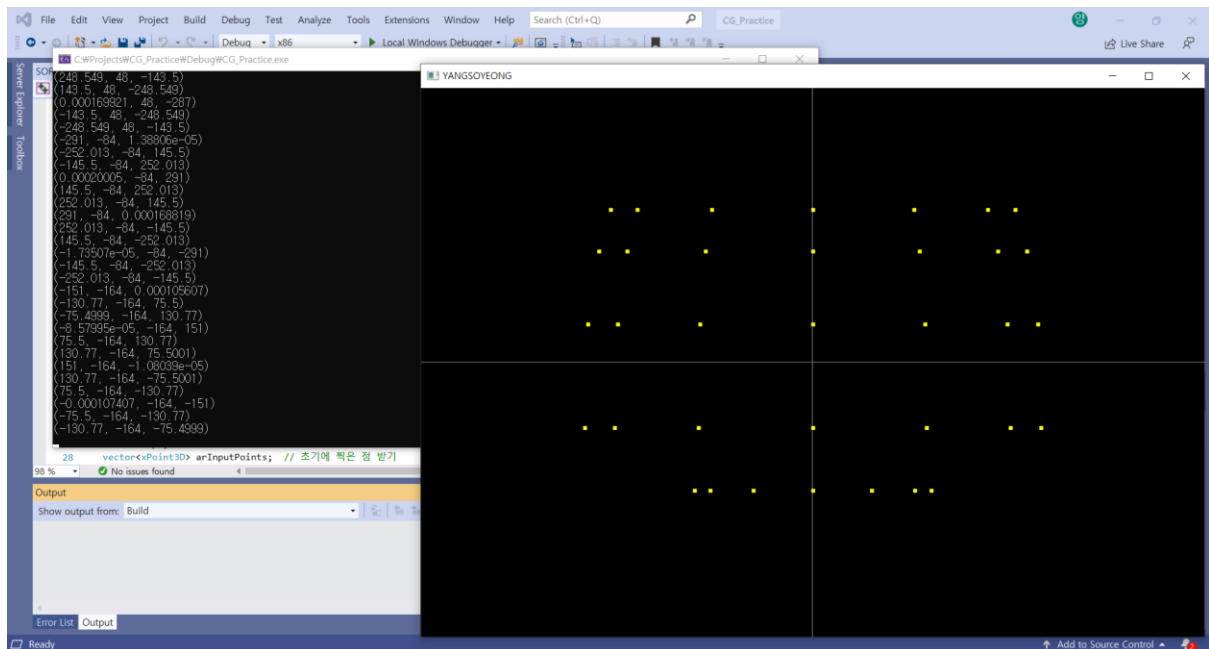 File Edit View Project Build Debug Test Analyze Tools Extensions Window Help Search (Ctrl+Q) CG_Practice 양
Debug x86 Local Windows Debugger Live Share
C:₩Projects₩CG_Practice₩Debug₩CG_Practice.exe
YANGSOYEONG
Server Explorer
Toolbox
SOR
(248.549, 48, -143.5)
(143.5, 48, -248.549)
(0.000169921, 48, -287)
(-143.5, 48, -248.549)
(-248.549, 48, -143.5)
(-291, -84, 1.38806e-05)
(-252.013, -84, 145.5)
(-145.5, -84, 252.013)
(0.00020005, -84, 291)
(145.5, -84, 252.013)
(252.013, -84, 145.5)
(291, -84, 0.000168819)
(252.013, -84, -145.5)
(145.5, -84, -252.013)
(-1.73507e-05, -84, -291)
(-145.5, -84, -252.013)
(-252.013, -84, -145.5)
(-151, -164, 0.000105607)
(-130.77, -164, 75.5)
(-75.4999, -164, 130.77)
(-8.57995e-05, -164, 151)
(75.5, -164, 130.77)
(130.77, -164, 75.5001)
(151, -164, -1.08039e-05)
(130.77, -164, -75.5001)
(75.5, -164, -130.77)
(-0.000107407, -164, -151)
(-75.5, -164, -130.77)
(-130.77, -164, -75.4999)
28 vector<xPoint3D> arInputPoints; // 초기에 찍은 점 받기
98 % No issues found
Output
Show output from: Build
Error List Output
Ready Add to Source Control 2